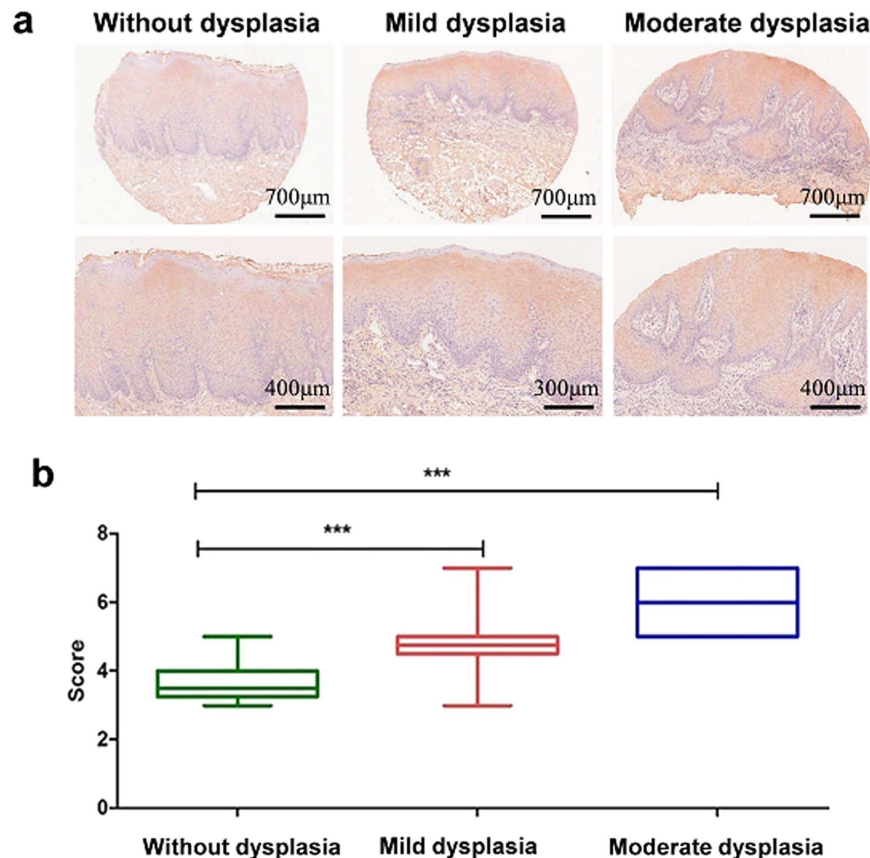 a
Without dysplasia Mild dysplasia Moderate dysplasia
700μm 700μm 700μm
400μm 300μm 400μm
b
***
***
8
6
4
2
0
Score
Without dysplasia Mild dysplasia Moderate dysplasia